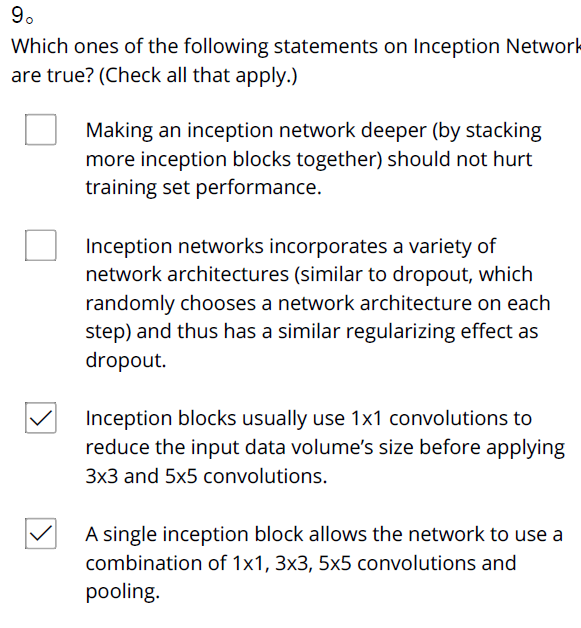 9。
Which ones of the following statements on Inception Network
are true? (Check all that apply.)
Making an inception network deeper (by stacking
more inception blocks together) should not hurt
training set performance.
Inception networks incorporates a variety of
network architectures (similar to dropout, which
randomly chooses a network architecture on each
step) and thus has a similar regularizing effect as
dropout.
Inception blocks usually use 1x1 convolutions to
reduce the input data volume’s size before applying
3x3 and 5x5 convolutions.
A single inception block allows the network to use a
combination of 1x1, 3x3, 5x5 convolutions and
pooling.